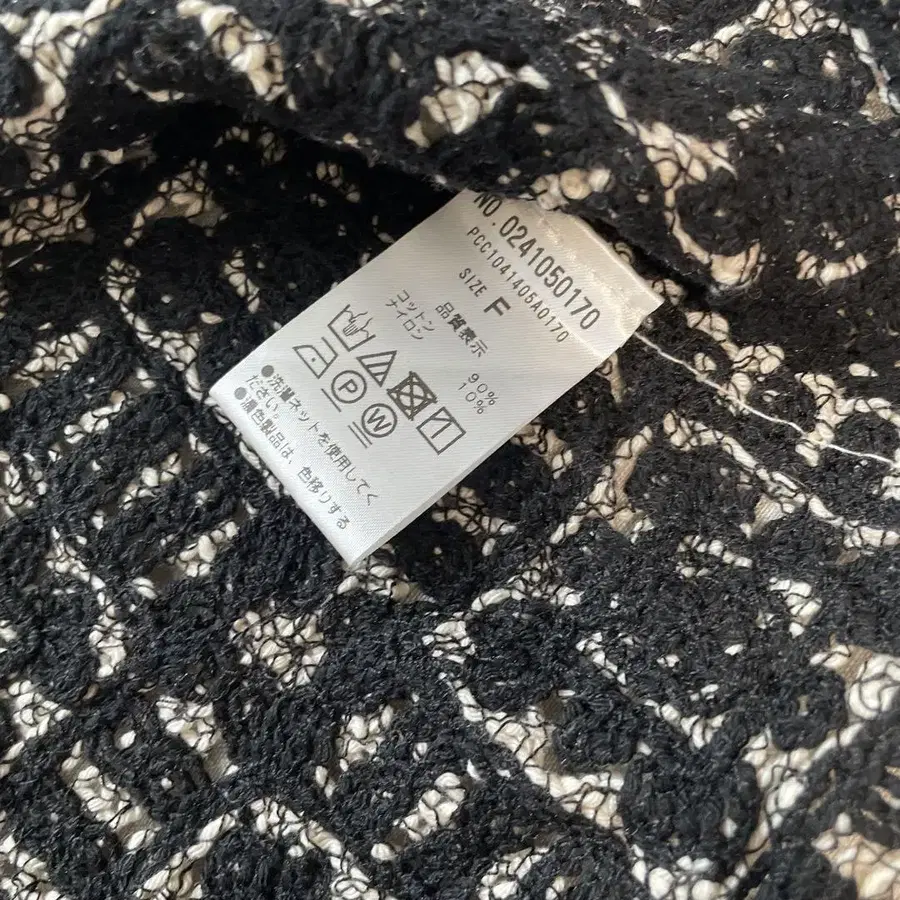 NO.0241050170
PCC1041405A0170
SIZE F
品質表示
コットン 90%
ナイロン 10%
P
W
●洗濯ネットを使用してく
ださい。
●濃色製品は、色移りする